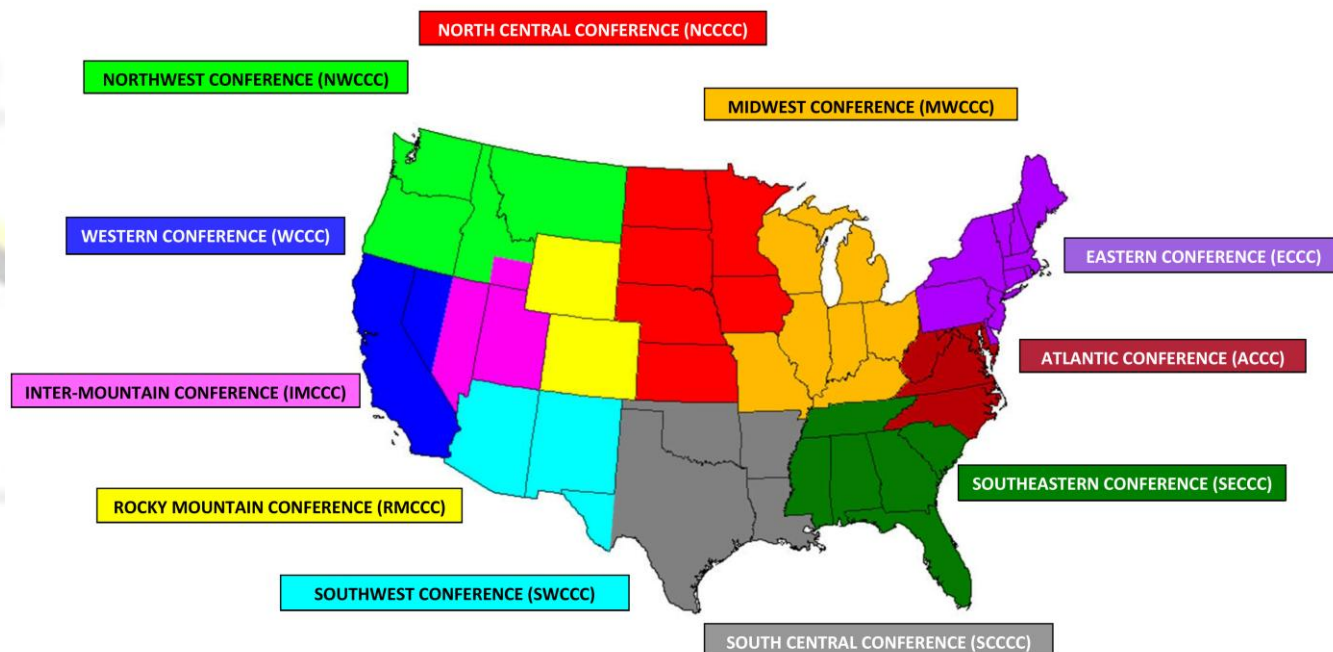 NORTH CENTRAL CONFERENCE (NCCCC)
NORTHWEST CONFERENCE (NWCCC)
MIDWEST CONFERENCE (MWCCC)
WESTERN CONFERENCE (WCCC)
EASTERN CONFERENCE (ECCC)
ATLANTIC CONFERENCE (ACCC)
INTER-MOUNTAIN CONFERENCE (IMCCC)
SOUTHEASTERN CONFERENCE (SECCC)
ROCKY MOUNTAIN CONFERENCE (RMCCC)
SOUTHWEST CONFERENCE (SWCCC)
SOUTH CENTRAL CONFERENCE (SCCCC)